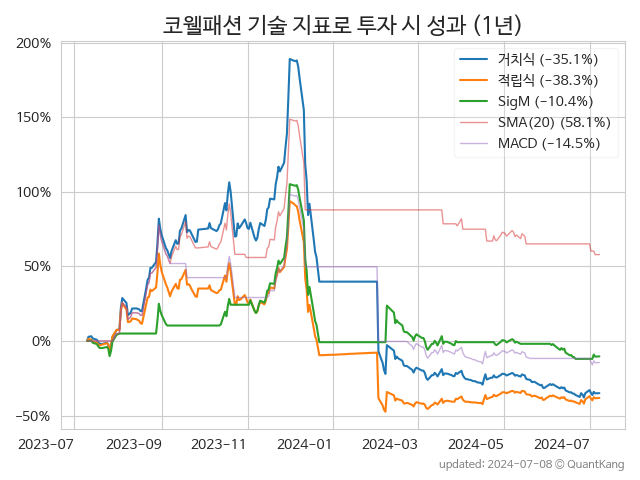 코웰패션 기술 지표로 투자 시 성과 (1년)
200%
150%
100%
50%
0%
−50%
거치식 (-35.1%)
적립식 (-38.3%)
SigM (-10.4%)
SMA(20) (58.1%)
MACD (-14.5%)
2023-07
2023-09
2023-11
2024-01
2024-03
2024-05
2024-07
updated: 2024-07-08 © QuantKang